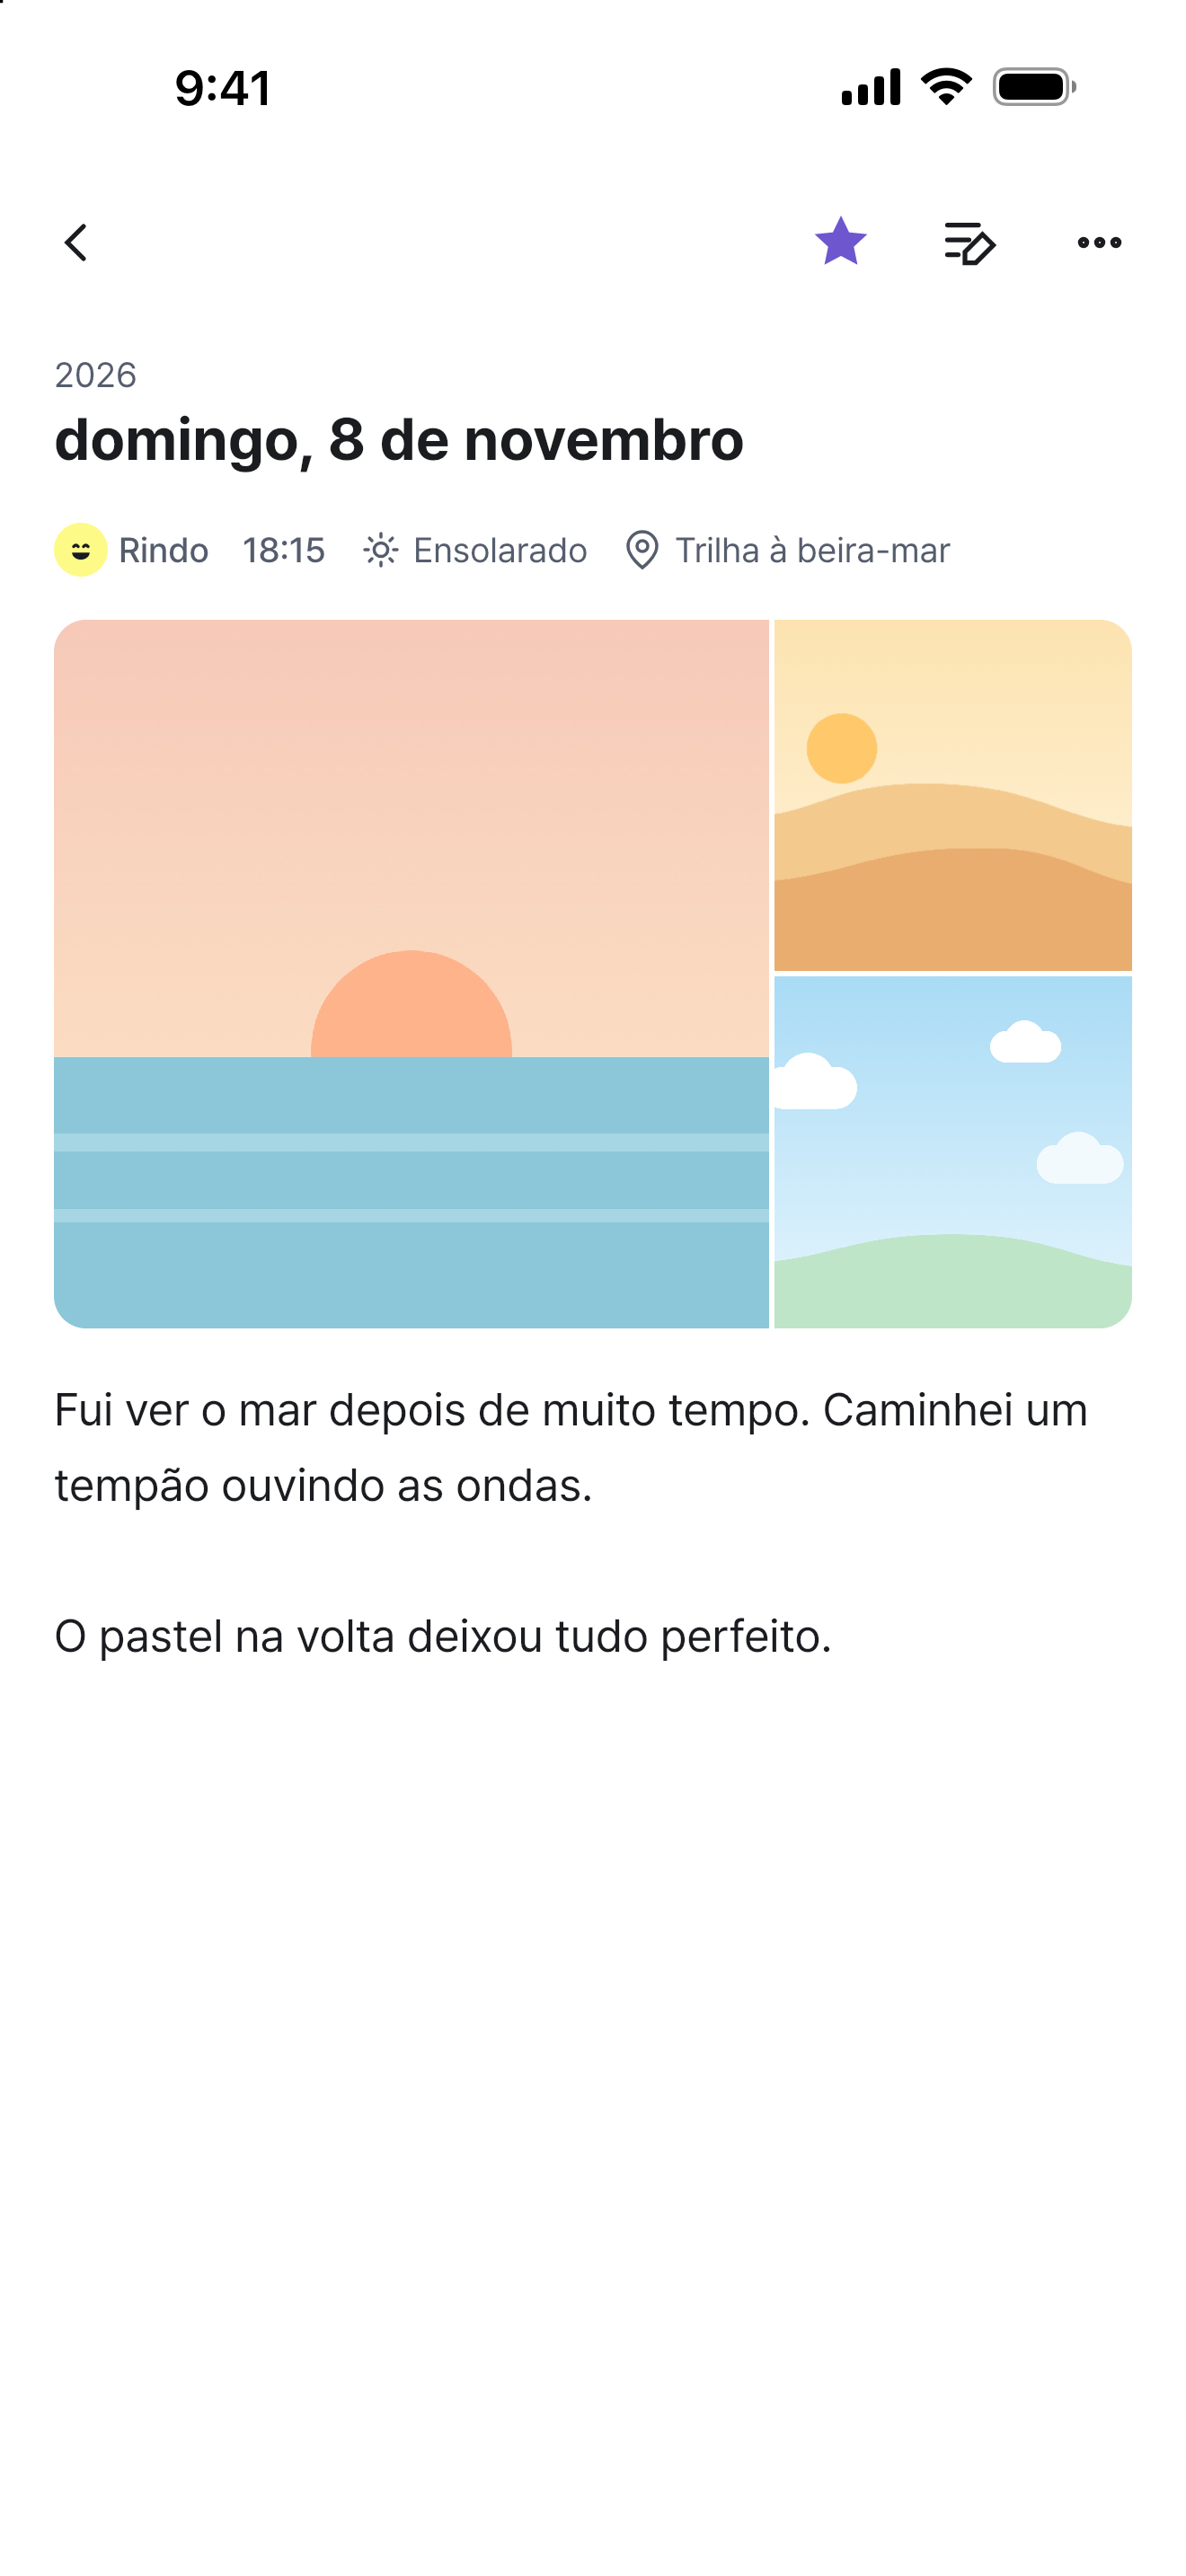 9:41
2026
domingo, 8 de novembro
Rindo 18:15 Ensolarado Trilha à beira-mar
Fui ver o mar depois de muito tempo. Caminhei um
tempão ouvindo as ondas.
O pastel na volta deixou tudo perfeito.